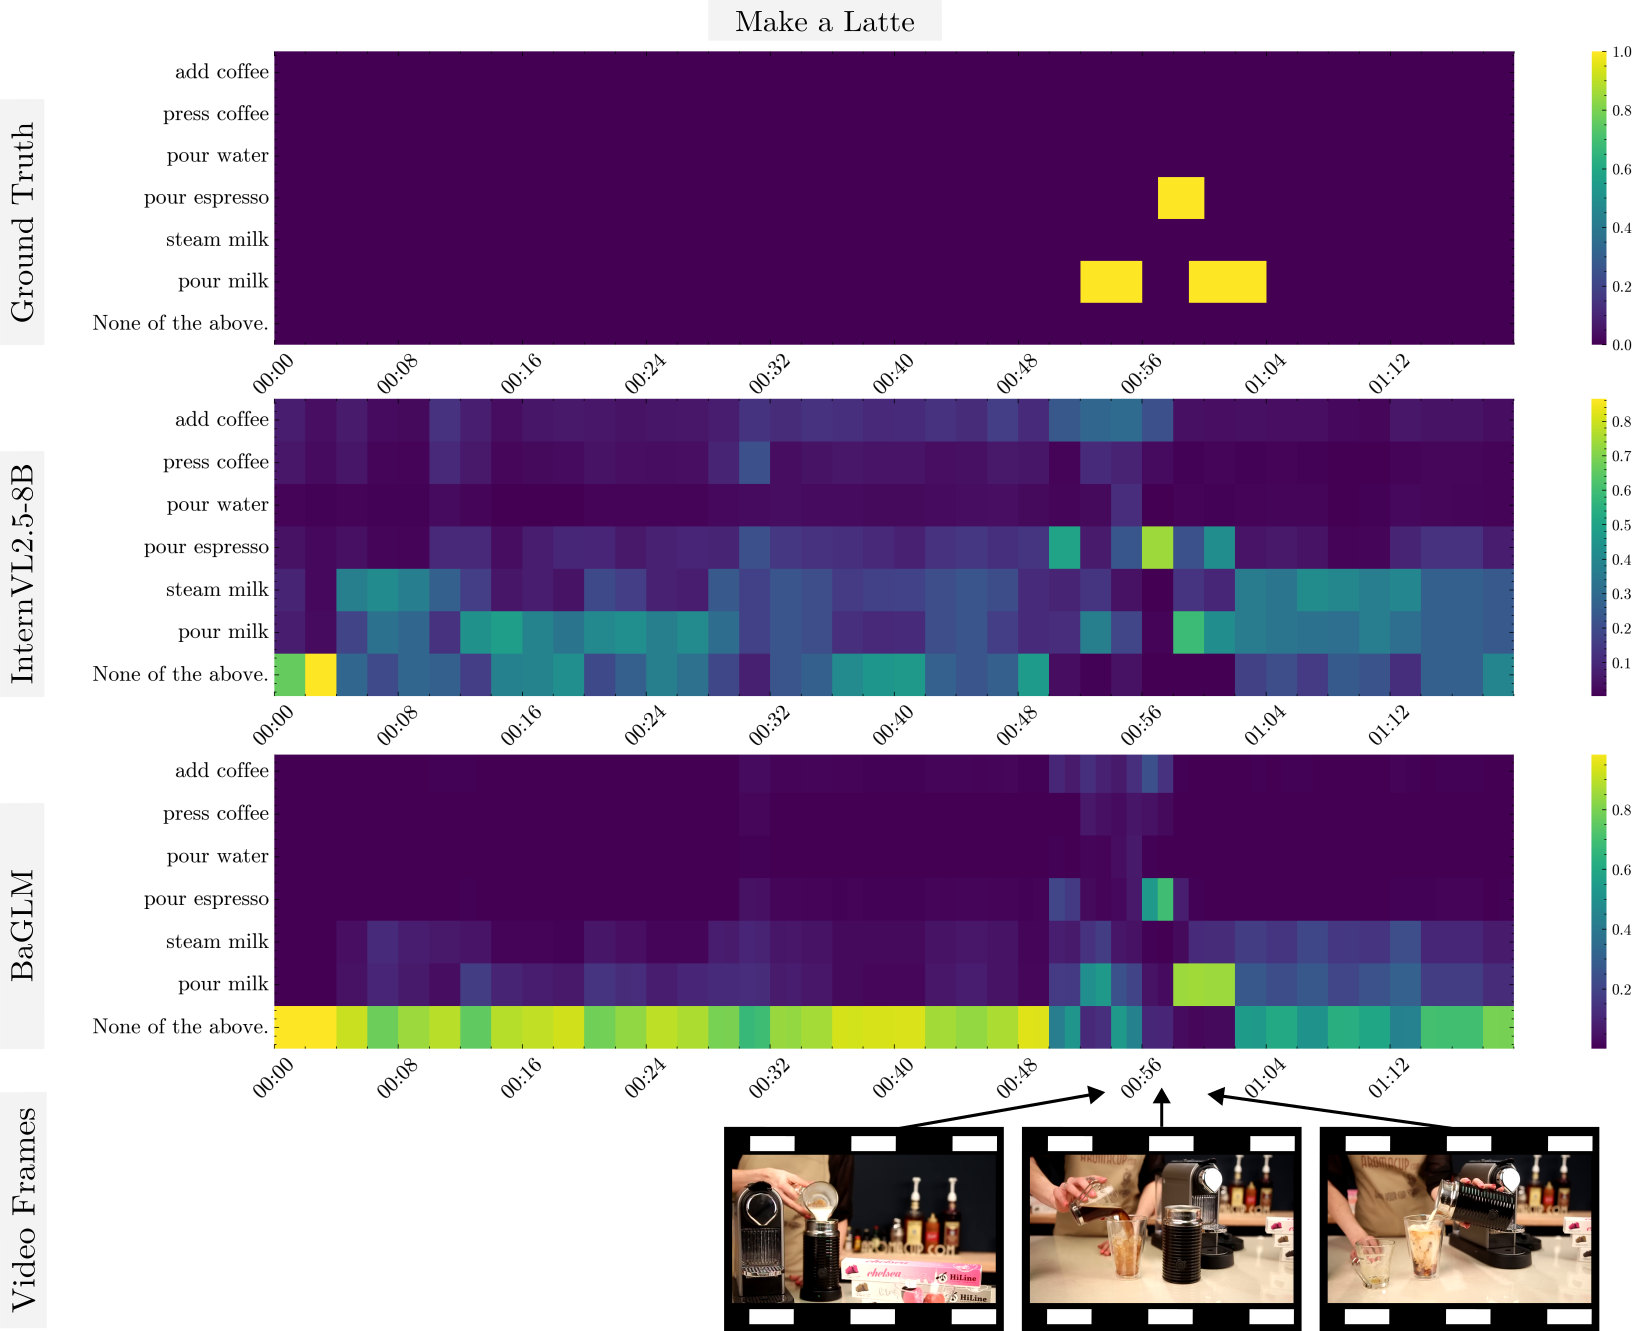 Make a Latte
Ground Truth
add coffee
press coffee
pour water
pour espresso
steam milk
pour milk
None of the above.
00:00 00:08 00:16 00:24 00:32 00:40 00:48 00:56 01:04 01:12
1.0
0.8
0.6
0.4
0.2
0.0
InternVL2.5-8B
add coffee
press coffee
pour water
pour espresso
steam milk
pour milk
None of the above.
00:00 00:08 00:16 00:24 00:32 00:40 00:48 00:56 01:04 01:12
0.8
0.7
0.6
0.5
0.4
0.3
0.2
0.1
BaGLM
add coffee
press coffee
pour water
pour espresso
steam milk
pour milk
None of the above.
00:00 00:08 00:16 00:24 00:32 00:40 00:48 00:56 01:04 01:12
0.8
0.6
0.4
0.2
Video Frames
chelsea
HiLine
HiLine
AROMACUP